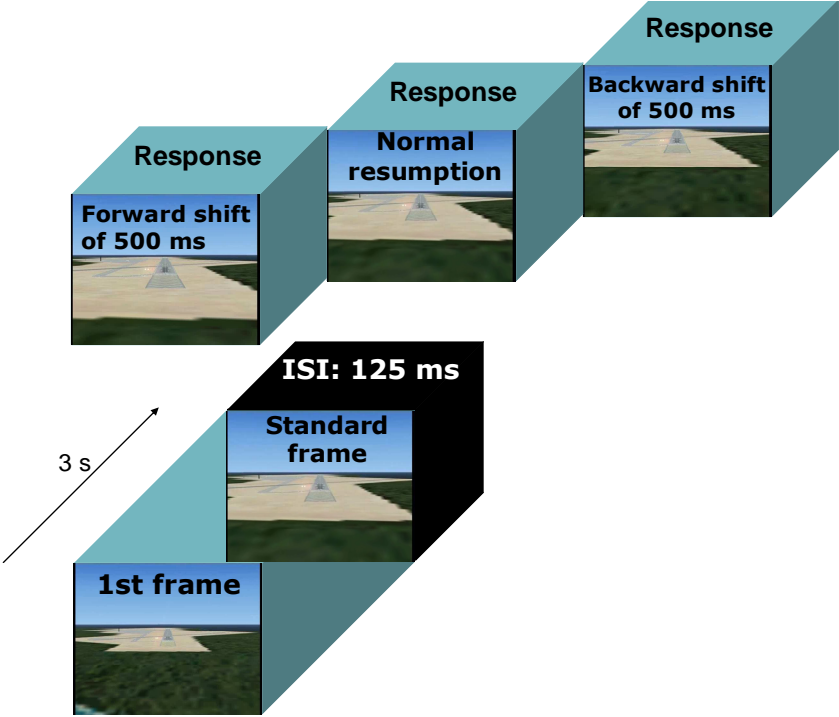 Response
Backward shift
of 500 ms
Response
Normal
resumption
Response
Forward shift
of 500 ms
ISI: 125 ms
Standard
frame
3 s
1st frame